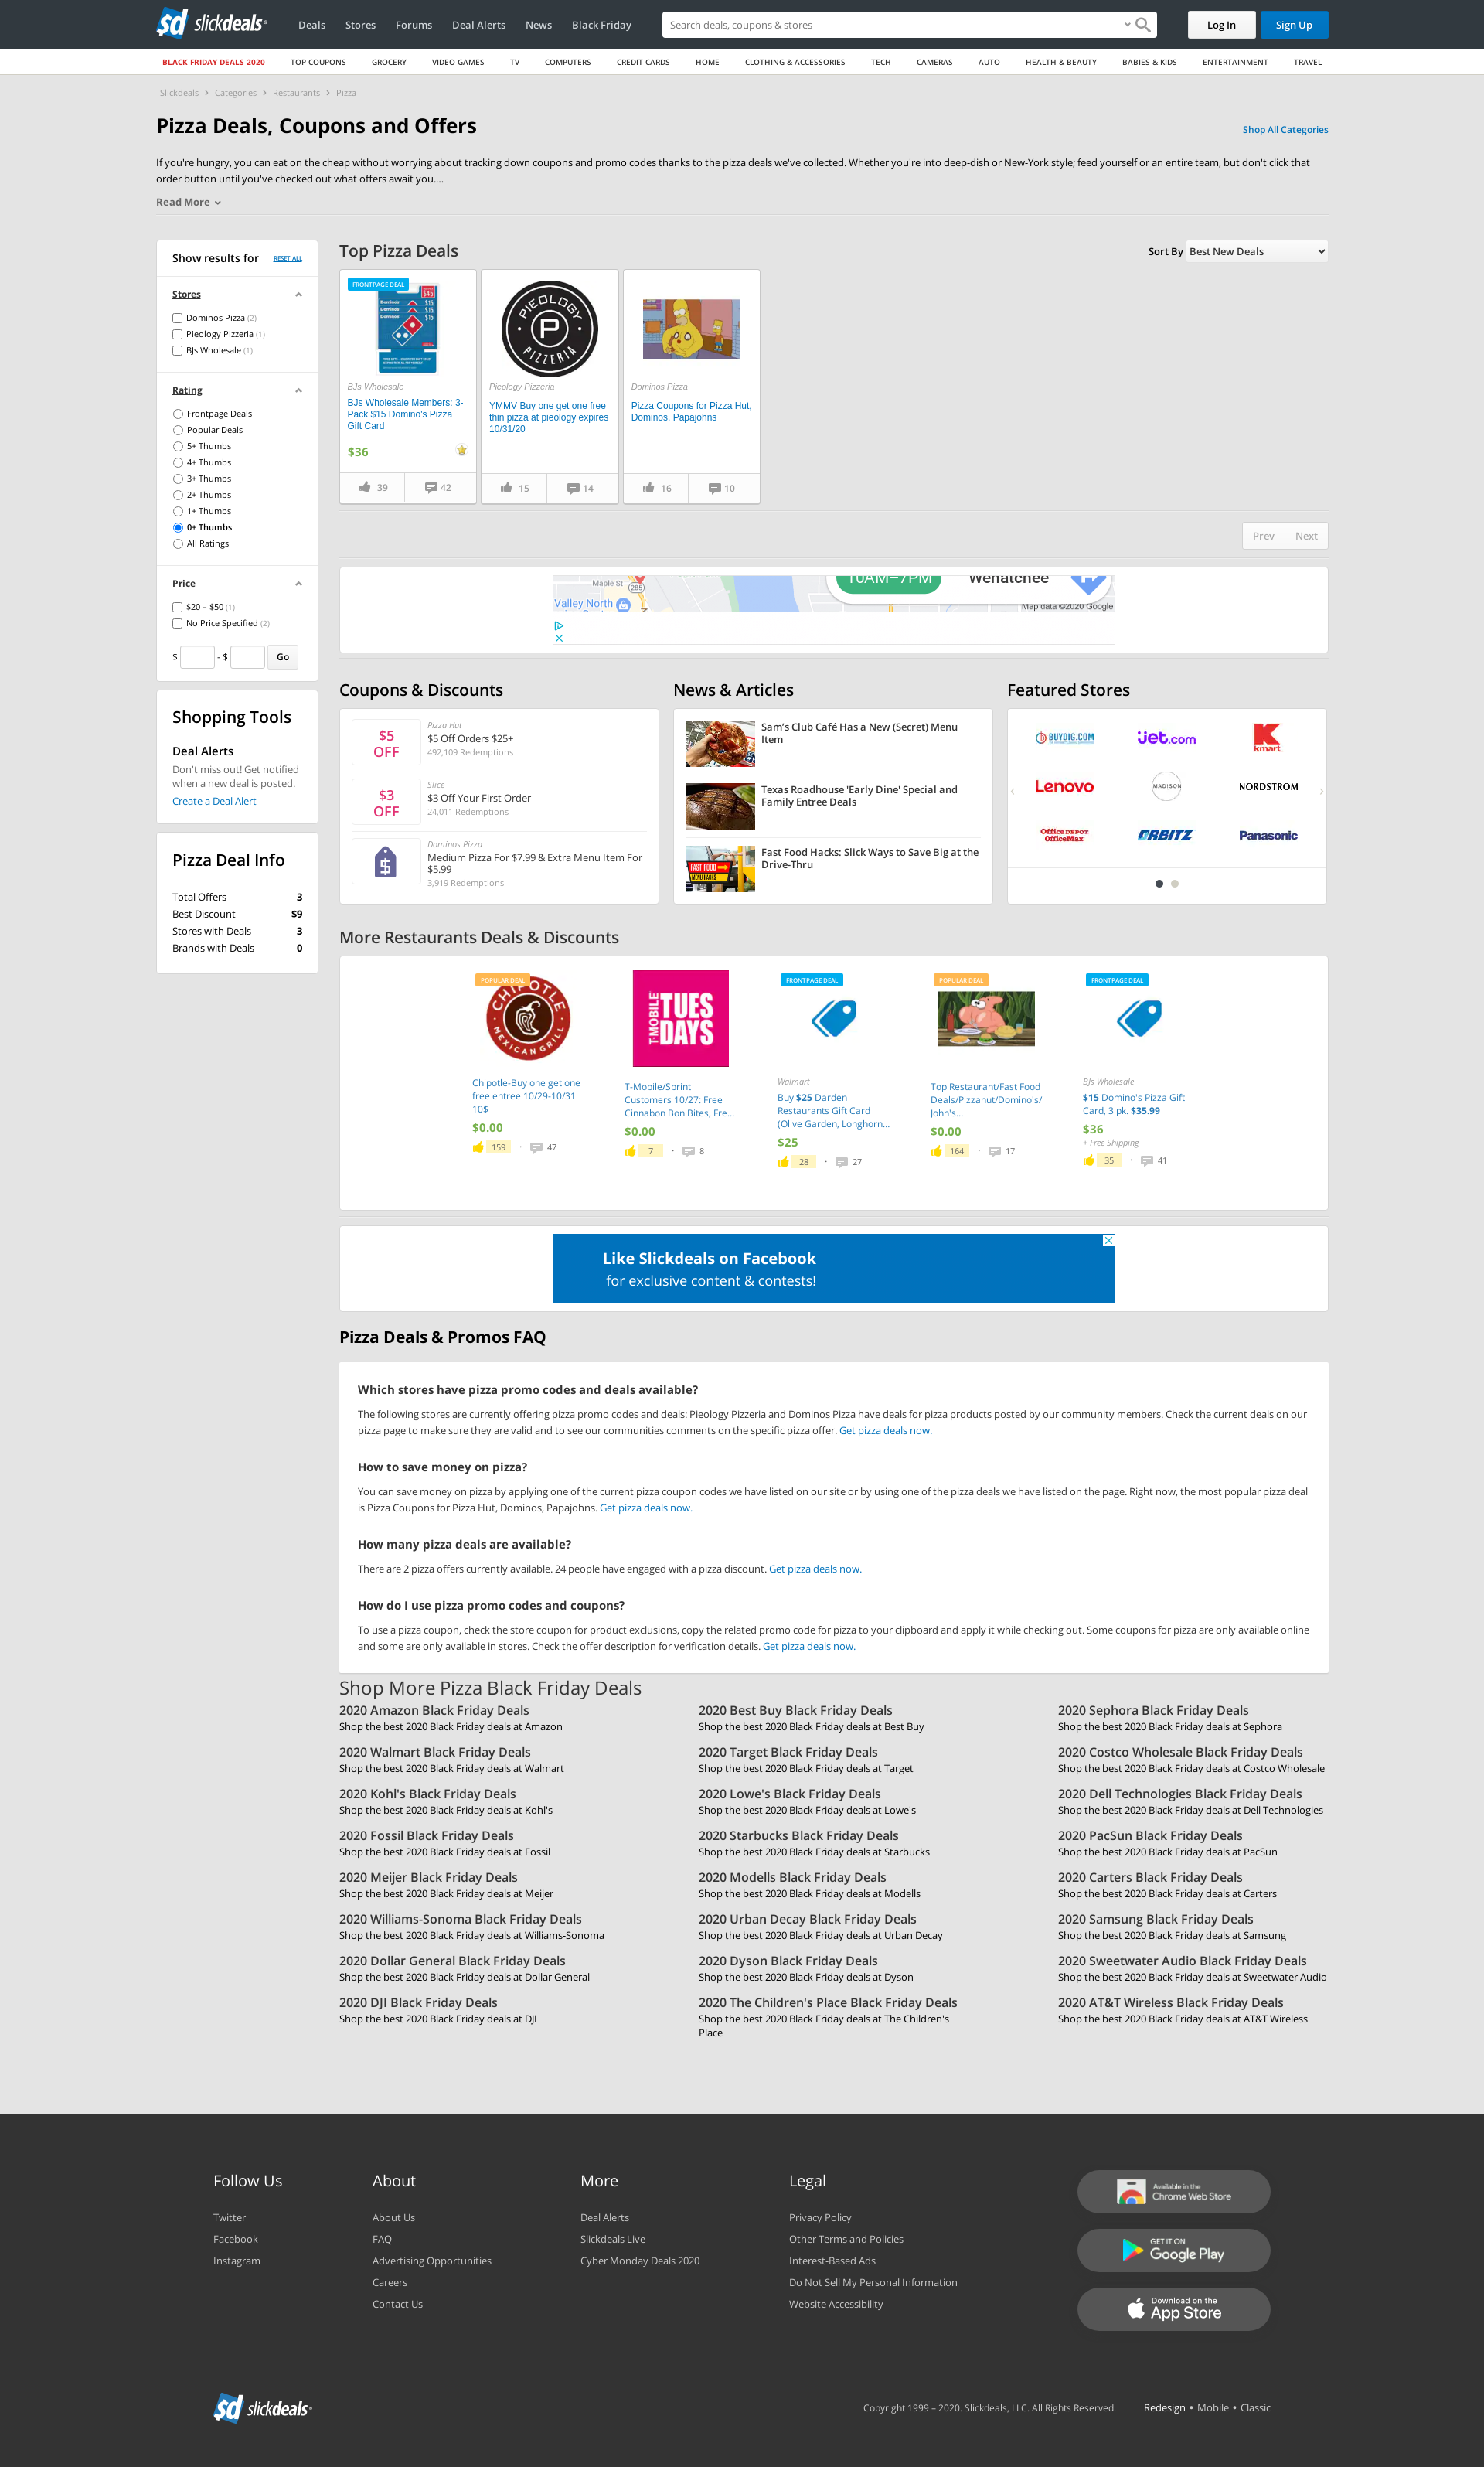 slickdeals
Deals
Stores
Forums
Deal Alerts
News
Black Friday
Search deals, coupons & stores
Log In
Sign Up
BLACK FRIDAY DEALS 2020
TOP COUPONS
GROCERY
VIDEO GAMES
TV
COMPUTERS
CREDIT CARDS
HOME
CLOTHING & ACCESSORIES
TECH
CAMERAS
AUTO
HEALTH & BEAUTY
BABIES & KIDS
ENTERTAINMENT
TRAVEL
Slickdeals › Categories › Restaurants › Pizza
Pizza Deals, Coupons and Offers
Shop All Categories
If you're hungry, you can eat on the cheap without worrying about tracking down coupons and promo codes thanks to the pizza deals we've collected. Whether you're into deep-dish or New-York style; feed yourself or an entire team, but don't click that
order button until you've checked out what offers await you....
Read More
Show results for
RESET ALL
Stores
Dominos Pizza (2)
Pieology Pizzeria (1)
BJs Wholesale (1)
Rating
Frontpage Deals
Popular Deals
5+ Thumbs
4+ Thumbs
3+ Thumbs
2+ Thumbs
1+ Thumbs
0+ Thumbs
All Ratings
Price
$20 – $50 (1)
No Price Specified (2)
$ - $ Go
Shopping Tools
Deal Alerts
Don't miss out! Get notified
when a new deal is posted.
Create a Deal Alert
Pizza Deal Info
Total Offers 3
Best Discount $9
Stores with Deals 3
Brands with Deals 0
Top Pizza Deals
Sort By Best New Deals
FRONTPAGE DEAL
$45
Domino's $15
Domino's $15
Domino's $15
BJs Wholesale
BJs Wholesale Members: 3-
Pack $15 Domino's Pizza
Gift Card
$36
39
42
PIEOLOGY
P
PIZZERIA
Pieology Pizzeria
YMMV Buy one get one free
thin pizza at pieology expires
10/31/20
15
14
Dominos Pizza
Pizza Coupons for Pizza Hut,
Dominos, Papajohns
16
10
Prev
Next
Maple St
285
Valley North
10AM–7PM
Wenatchee
Map data ©2020 Google
Coupons & Discounts
$5
OFF
Pizza Hut
$5 Off Orders $25+
492,109 Redemptions
$3
OFF
Slice
$3 Off Your First Order
24,011 Redemptions
$
Dominos Pizza
Medium Pizza For $7.99 & Extra Menu Item For
$5.99
3,919 Redemptions
News & Articles
Sam's Club Café Has a New (Secret) Menu
Item
Texas Roadhouse 'Early Dine' Special and
Family Entree Deals
FAST FOOD
MENU HACKS
Fast Food Hacks: Slick Ways to Save Big at the
Drive-Thru
Featured Stores
BUYDIG.COM
jet.com
K
kmart
Lenovo
MADISON
NORDSTROM
Office DEPOT
OfficeMax
ORBITZ
Panasonic
More Restaurants Deals & Discounts
POPULAR DEAL
CHIPOTLE
MEXICAN GRILL
Chipotle-Buy one get one
free entree 10/29-10/31
10$
$0.00
159 · 47
T-MOBILE
TUES
DAYS
T-Mobile/Sprint
Customers 10/27: Free
Cinnabon Bon Bites, Fre...
$0.00
7 · 8
FRONTPAGE DEAL
Walmart
Buy $25 Darden
Restaurants Gift Card
(Olive Garden, Longhorn...
$25
28 · 27
POPULAR DEAL
Top Restaurant/Fast Food
Deals/Pizzahut/Domino's/
John's...
$0.00
164 · 17
FRONTPAGE DEAL
BJs Wholesale
$15 Domino's Pizza Gift
Card, 3 pk. $35.99
$36
+ Free Shipping
35 · 41
Like Slickdeals on Facebook
for exclusive content & contests!
Pizza Deals & Promos FAQ
Which stores have pizza promo codes and deals available?
The following stores are currently offering pizza promo codes and deals: Pieology Pizzeria and Dominos Pizza have deals for pizza products posted by our community members. Check the current deals on our
pizza page to make sure they are valid and to see our communities comments on the specific pizza offer. Get pizza deals now.
How to save money on pizza?
You can save money on pizza by applying one of the current pizza coupon codes we have listed on our site or by using one of the pizza deals we have listed on the page. Right now, the most popular pizza deal
is Pizza Coupons for Pizza Hut, Dominos, Papajohns. Get pizza deals now.
How many pizza deals are available?
There are 2 pizza offers currently available. 24 people have engaged with a pizza discount. Get pizza deals now.
How do I use pizza promo codes and coupons?
To use a pizza coupon, check the store coupon for product exclusions, copy the related promo code for pizza to your clipboard and apply it while checking out. Some coupons for pizza are only available online
and some are only available in stores. Check the offer description for verification details. Get pizza deals now.
Shop More Pizza Black Friday Deals
2020 Amazon Black Friday Deals
Shop the best 2020 Black Friday deals at Amazon
2020 Best Buy Black Friday Deals
Shop the best 2020 Black Friday deals at Best Buy
2020 Sephora Black Friday Deals
Shop the best 2020 Black Friday deals at Sephora
2020 Walmart Black Friday Deals
Shop the best 2020 Black Friday deals at Walmart
2020 Target Black Friday Deals
Shop the best 2020 Black Friday deals at Target
2020 Costco Wholesale Black Friday Deals
Shop the best 2020 Black Friday deals at Costco Wholesale
2020 Kohl's Black Friday Deals
Shop the best 2020 Black Friday deals at Kohl's
2020 Lowe's Black Friday Deals
Shop the best 2020 Black Friday deals at Lowe's
2020 Dell Technologies Black Friday Deals
Shop the best 2020 Black Friday deals at Dell Technologies
2020 Fossil Black Friday Deals
Shop the best 2020 Black Friday deals at Fossil
2020 Starbucks Black Friday Deals
Shop the best 2020 Black Friday deals at Starbucks
2020 PacSun Black Friday Deals
Shop the best 2020 Black Friday deals at PacSun
2020 Meijer Black Friday Deals
Shop the best 2020 Black Friday deals at Meijer
2020 Modells Black Friday Deals
Shop the best 2020 Black Friday deals at Modells
2020 Carters Black Friday Deals
Shop the best 2020 Black Friday deals at Carters
2020 Williams-Sonoma Black Friday Deals
Shop the best 2020 Black Friday deals at Williams-Sonoma
2020 Urban Decay Black Friday Deals
Shop the best 2020 Black Friday deals at Urban Decay
2020 Samsung Black Friday Deals
Shop the best 2020 Black Friday deals at Samsung
2020 Dollar General Black Friday Deals
Shop the best 2020 Black Friday deals at Dollar General
2020 Dyson Black Friday Deals
Shop the best 2020 Black Friday deals at Dyson
2020 Sweetwater Audio Black Friday Deals
Shop the best 2020 Black Friday deals at Sweetwater Audio
2020 DJI Black Friday Deals
Shop the best 2020 Black Friday deals at DJI
2020 The Children's Place Black Friday Deals
Shop the best 2020 Black Friday deals at The Children's
Place
2020 AT&T Wireless Black Friday Deals
Shop the best 2020 Black Friday deals at AT&T Wireless
Follow Us
Twitter
Facebook
Instagram
About
About Us
FAQ
Advertising Opportunities
Careers
Contact Us
More
Deal Alerts
Slickdeals Live
Cyber Monday Deals 2020
Legal
Privacy Policy
Other Terms and Policies
Interest-Based Ads
Do Not Sell My Personal Information
Website Accessibility
Available in the
Chrome Web Store
GET IT ON
Google Play
Download on the
App Store
slickdeals
Copyright 1999 – 2020. Slickdeals, LLC. All Rights Reserved.
Redesign • Mobile • Classic